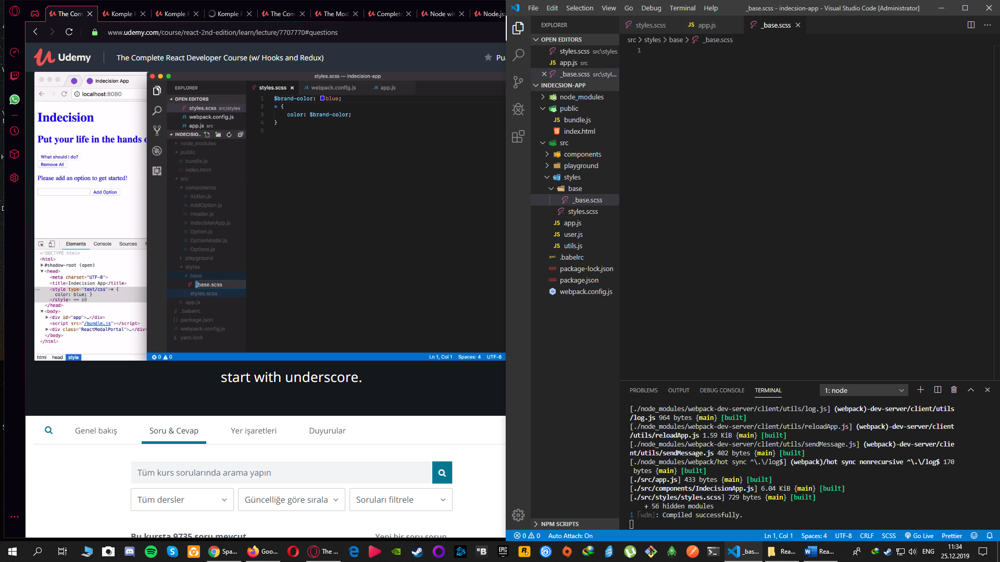 The Com
Komple
Komple
Komple
The Com
The Mod
Complet
Node wit
Node.js:
www.udemy.com/course/react-2nd-edition/learn/lecture/7707770#questions
Udemy
The Complete React Developer Course (w/ Hooks and Redux)
Indecision App
localhost:8080
Indecision
Put your life in the hands
What should I do?
Remove All
Please add an option to get started!
Add Option
Elements Console Sources
<!DOCTYPE html>
<html>
#shadow-root (open)
<head>
<meta charset="UTF-8">
<title>Indecision App</title>
<style type="text/css">* {
color: blue; }
</style> == $0
</head>
<body>
<div id="app">…</div>
<script src="/bundle.js"></script>
<div class="ReactModalPortal">…</div>
</body>
</html>
html head style
styles.scss — indecision-app
EXPLORER
OPEN EDITORS
styles.scss src/styles
webpack.config.js
app.js src
INDECISIO..
node_modules
public
bundle.js
index.html
src
components
Action.js
AddOption.js
Header.js
IndecisionApp.js
Option.js
OptionModal.js
Options.js
playground
styles
base
_base.scss
styles.scss
app.js
.babelrc
package.json
webpack.config.js
yarn.lock
styles.scss
webpack.config.js
app.js
1 $brand-color: blue;
2 * {
3 color: $brand-color;
4 }
5
0 0
Ln 1, Col 1 Spaces: 4 UTF-8
start with underscore.
Genel bakış
Soru & Cevap
Yer işaretleri
Duyurular
Tüm kurs sorularında arama yapın
Tüm dersler
Güncelliğe göre sırala
Soruları filtrele
Bu kursta 9735 soru mevcut
Yeni bir soru sorun
File Edit Selection View Go Debug Terminal Help
_base.scss - indecsion-app - Visual Studio Code [Administrator]
EXPLORER
OPEN EDITORS
styles.scss src\styles
app.js src
_base.scss src\styl...
INDECSION-APP
node_modules
public
bundle.js
index.html
src
components
playground
styles
base
_base.scss
styles.scss
app.js
user.js
utils.js
.babelrc
package-lock.json
package.json
webpack.config.js
NPM SCRIPTS
styles.scss
app.js
_base.scss
src > styles > base > _base.scss
1
PROBLEMS OUTPUT DEBUG CONSOLE TERMINAL
1: node
[./node_modules/webpack-dev-server/client/utils/log.js] (webpack)-dev-server/client/utils
/log.js 964 bytes {main} [built]
[./node_modules/webpack-dev-server/client/utils/reloadApp.js] (webpack)-dev-server/client
/utils/reloadApp.js 1.59 KiB {main} [built]
[./node_modules/webpack-dev-server/client/utils/sendMessage.js] (webpack)-dev-server/clie
nt/utils/sendMessage.js 402 bytes {main} [built]
[./node_modules/webpack/hot sync ^\.\/log$] (webpack)/hot sync nonrecursive ^\.\/log$ 170
bytes {main} [built]
[./src/app.js] 433 bytes {main} [built]
[./src/components/IndecisionApp.js] 6.04 KiB {main} [built]
[./src/styles/styles.scss] 729 bytes {main} [built]
+ 56 hidden modules
i ｢wdm｣: Compiled successfully.
0 0 Auto Attach: On
Ln 1, Col 1 Spaces: 4 UTF-8 CRLF SCSS Go Live Prettier
Spa...
Goo...
The ...
EPIC GAMES
_bas...
Rea...
Rea...
ENG
11:34
25.12.2019